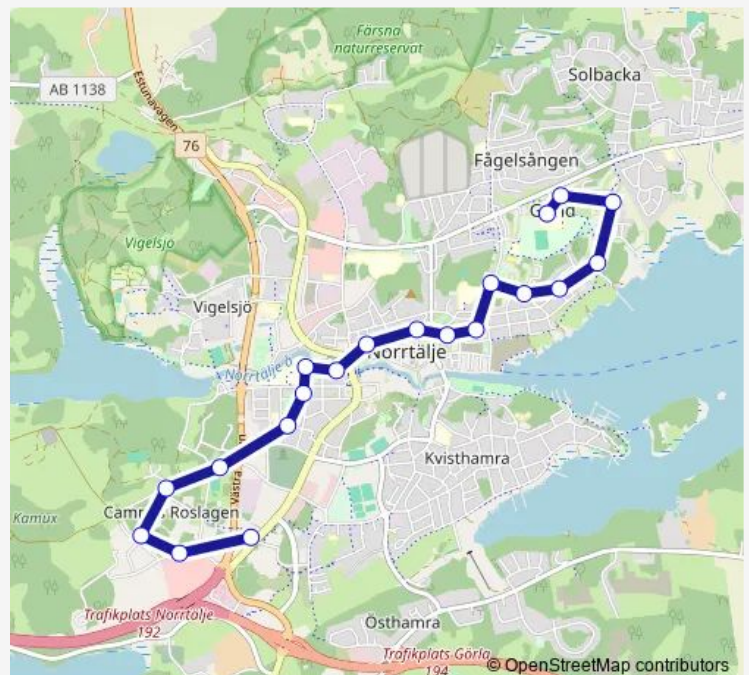 Färsna
naturreservat
Solbacka
AB 1138
Estunavägen
76
Fågelsången
Vigelsjö
Vigelsjö
Norrtälje
Norrtälje å
Kvisthamra
Västra
Roslagen
Kamux
Trafikplats Norrtälje
192
Östhamra
Trafikplats Görla
194
© OpenStreetMap contributors